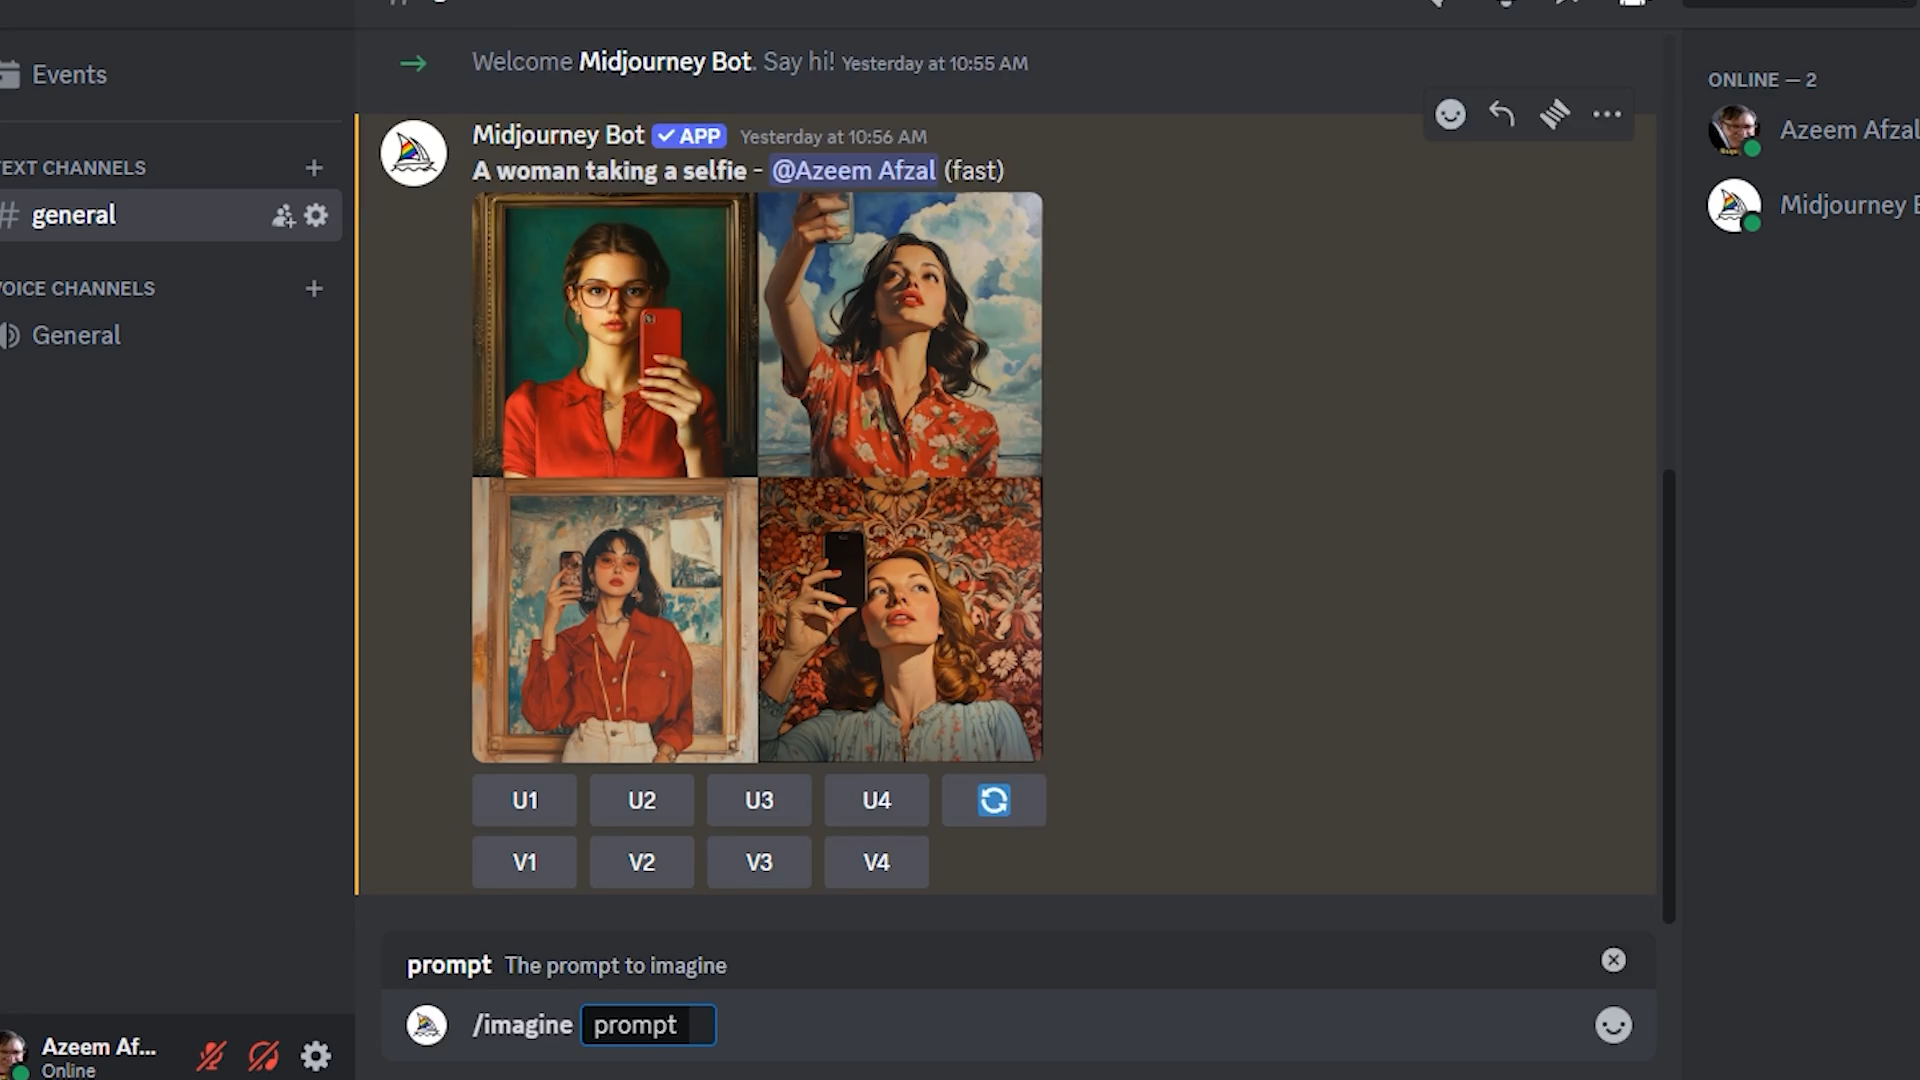 Events
EXT CHANNELS
general
OICE CHANNELS
General
Azeem Af...
Online
Welcome Midjourney Bot. Say hi! Yesterday at 10:55 AM
Midjourney Bot ✓ APP Yesterday at 10:56 AM
A woman taking a selfie - @Azeem Afzal (fast)
U1 U2 U3 U4
V1 V2 V3 V4
prompt The prompt to imagine
/imagine prompt
ONLINE — 2
Azeem Afzal
Midjourney B